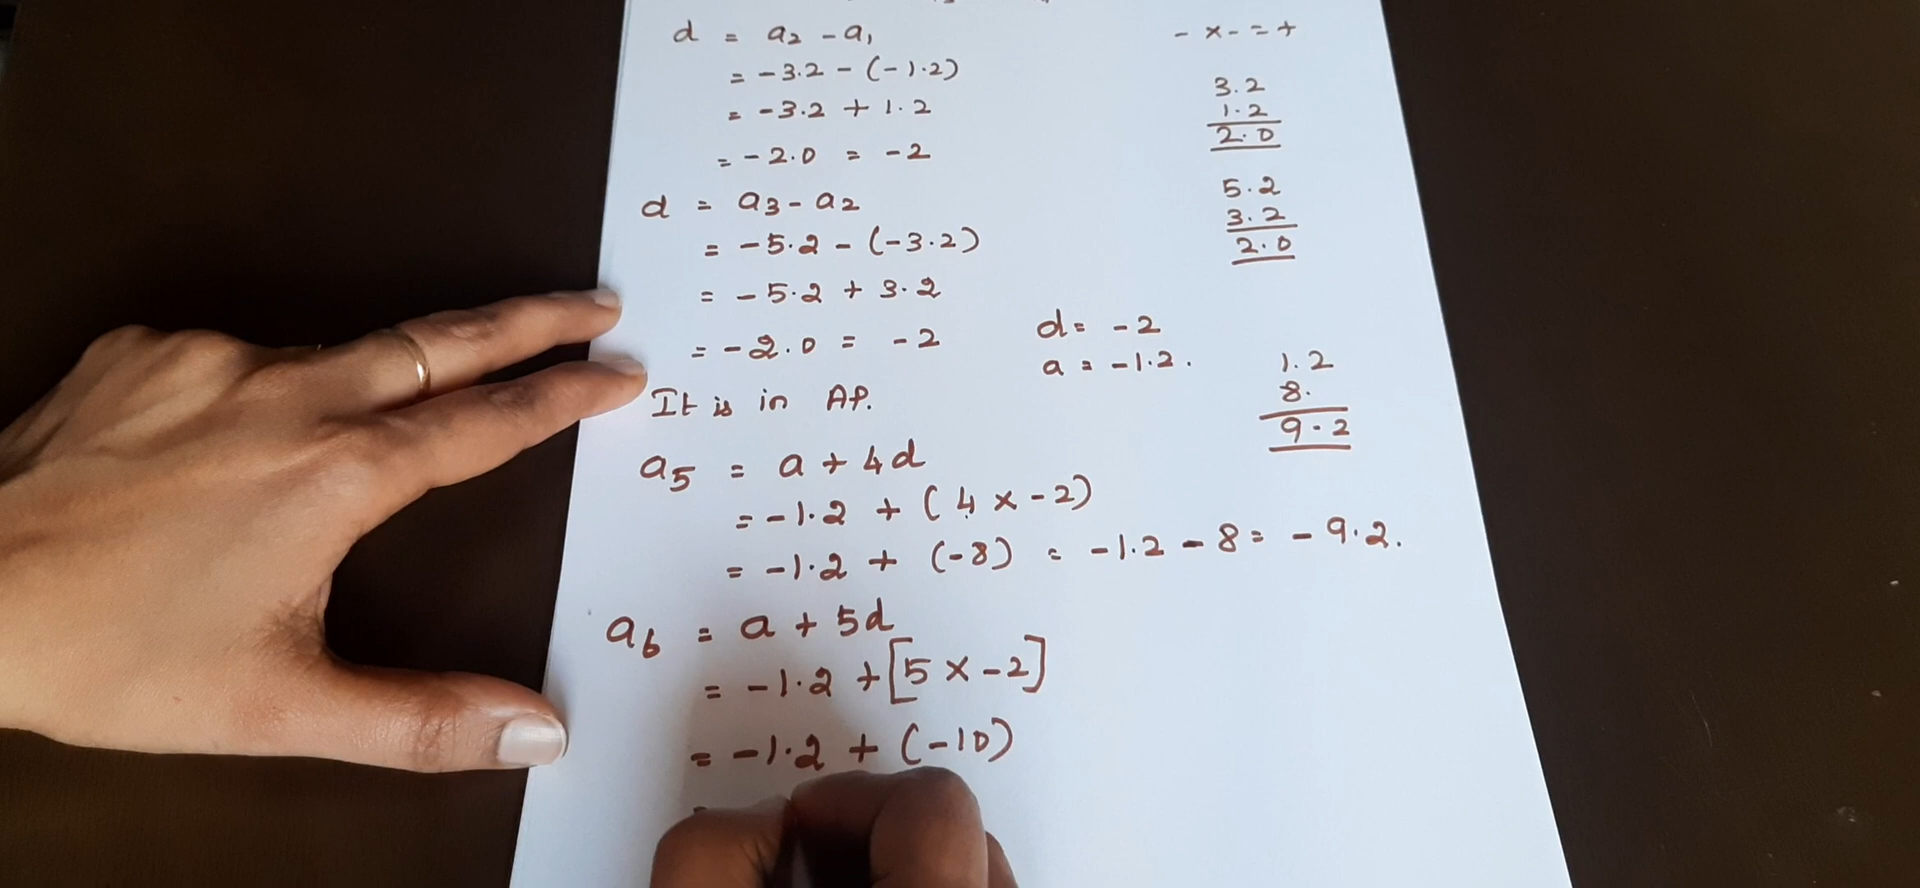 d = a2 - a1
= -3.2 - (-1.2)
= -3.2 + 1.2
= -2.0 = -2
d = a3 - a2
= -5.2 - (-3.2)
= -5.2 + 3.2
= -2.0 = -2
It is in AP.
- x - = +
3.2
1.2
2.0
5.2
3.2
2.0
d = -2
a = -1.2.
1.2
8.
9.2
a5 = a + 4d
= -1.2 + (4 x -2)
= -1.2 + (-8) = -1.2 - 8 = -9.2.
a6 = a + 5d
= -1.2 + [5 x -2]
= -1.2 + (-10)
=